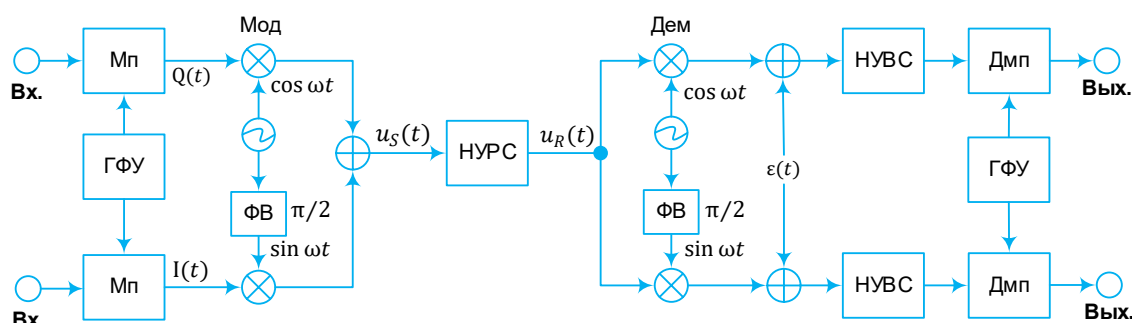 Мод
Дем
Мп
Q(t)
cos ωt
Вх.
ГФУ
ФВ
π/2
sin ωt
u_S(t)
НУРС
u_R(t)
Мп
I(t)
Вх.
cos ωt
ФВ
π/2
sin ωt
ε(t)
НУВС
Дмп
Вых.
ГФУ
НУВС
Дмп
Вых.